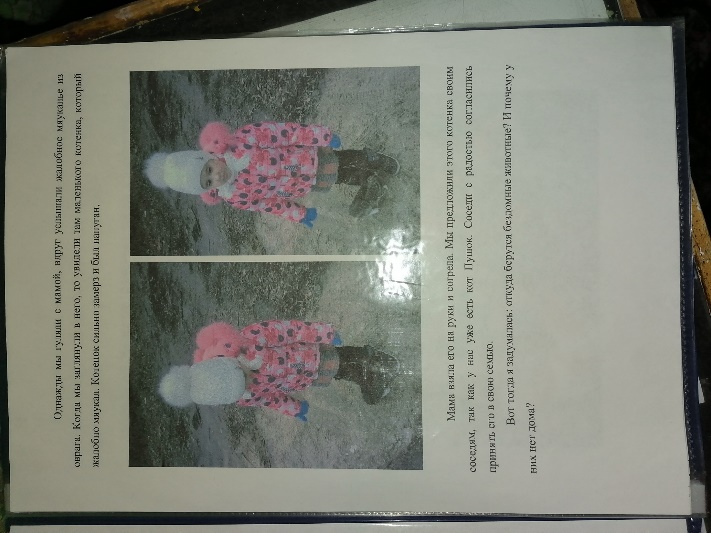 Однажды мы гуляли с мамой, вдруг услышали жалобное мяуканье из
оврага. Когда мы заглянули в него, то увидели там маленького котенка, который
жалобно мяукал. Котенок сильно замерз и был напуган.
Мама взяла его на руки и согрела. Мы предложили этого котенка своим
соседям, так как у нас уже есть кот Пушок. Соседи с радостью согласились
принять его в свою семью.
Вот тогда я задумалась: откуда берутся бездомные животные? И почему у
них нет дома?